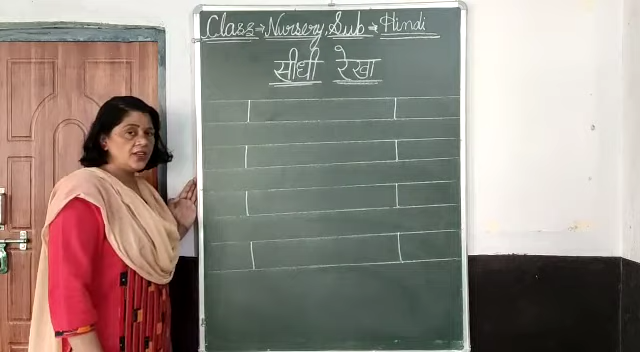 Class → Nursery, Sub → Hindi
सीधी रेखा